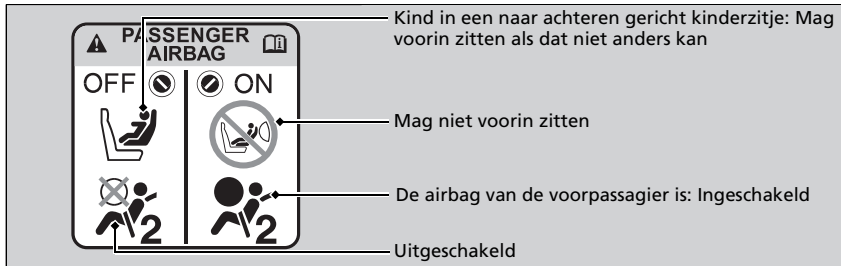 PASSENGER
AIRBAG
OFF ON
2 2
Kind in een naar achteren gericht kinderzitje: Mag
voorin zitten als dat niet anders kan
Mag niet voorin zitten
De airbag van de voorpassagier is: Ingeschakeld
Uitgeschakeld